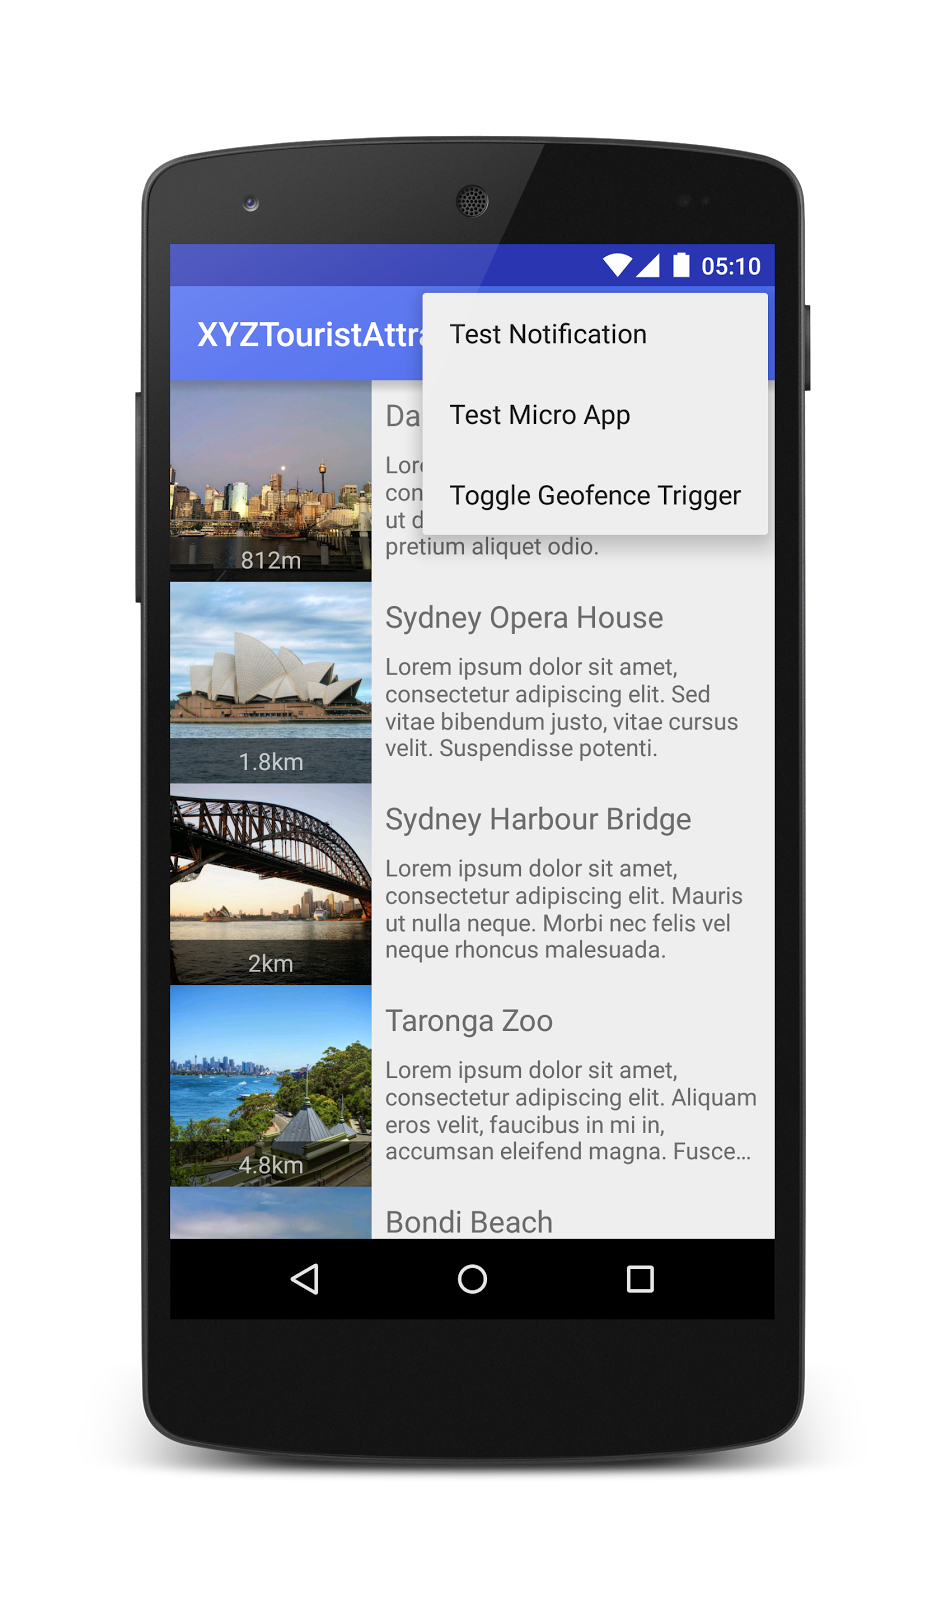 05:10
XYZTouristAttra
Test Notification
Test Micro App
Toggle Geofence Trigger
812m
Da
Lore
con
ut d
pretium aliquet odio.
1.8km
Sydney Opera House
Lorem ipsum dolor sit amet,
consectetur adipiscing elit. Sed
vitae bibendum justo, vitae cursus
velit. Suspendisse potenti.
2km
Sydney Harbour Bridge
Lorem ipsum dolor sit amet,
consectetur adipiscing elit. Mauris
ut nulla neque. Morbi nec felis vel
neque rhoncus malesuada.
4.8km
Taronga Zoo
Lorem ipsum dolor sit amet,
consectetur adipiscing elit. Aliquam
eros velit, faucibus in mi in,
accumsan eleifend magna. Fusce...
Bondi Beach